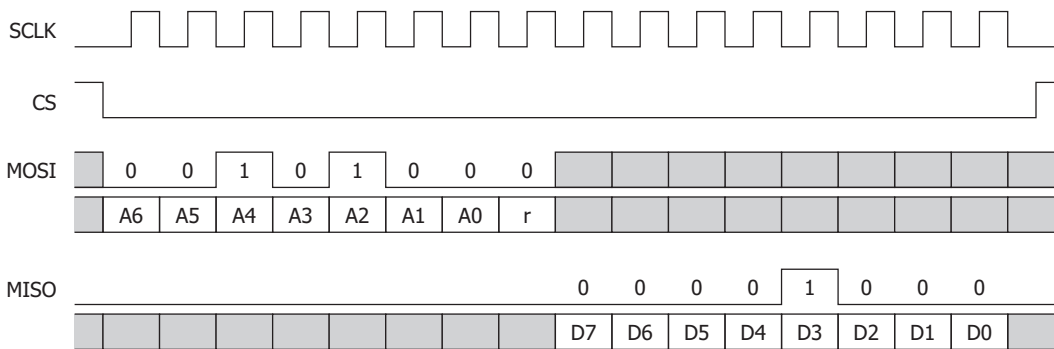 SCLK
CS
MOSI 0 0 1 0 1 0 0 0
A6 A5 A4 A3 A2 A1 A0 r
MISO 0 0 0 0 1 0 0 0
D7 D6 D5 D4 D3 D2 D1 D0